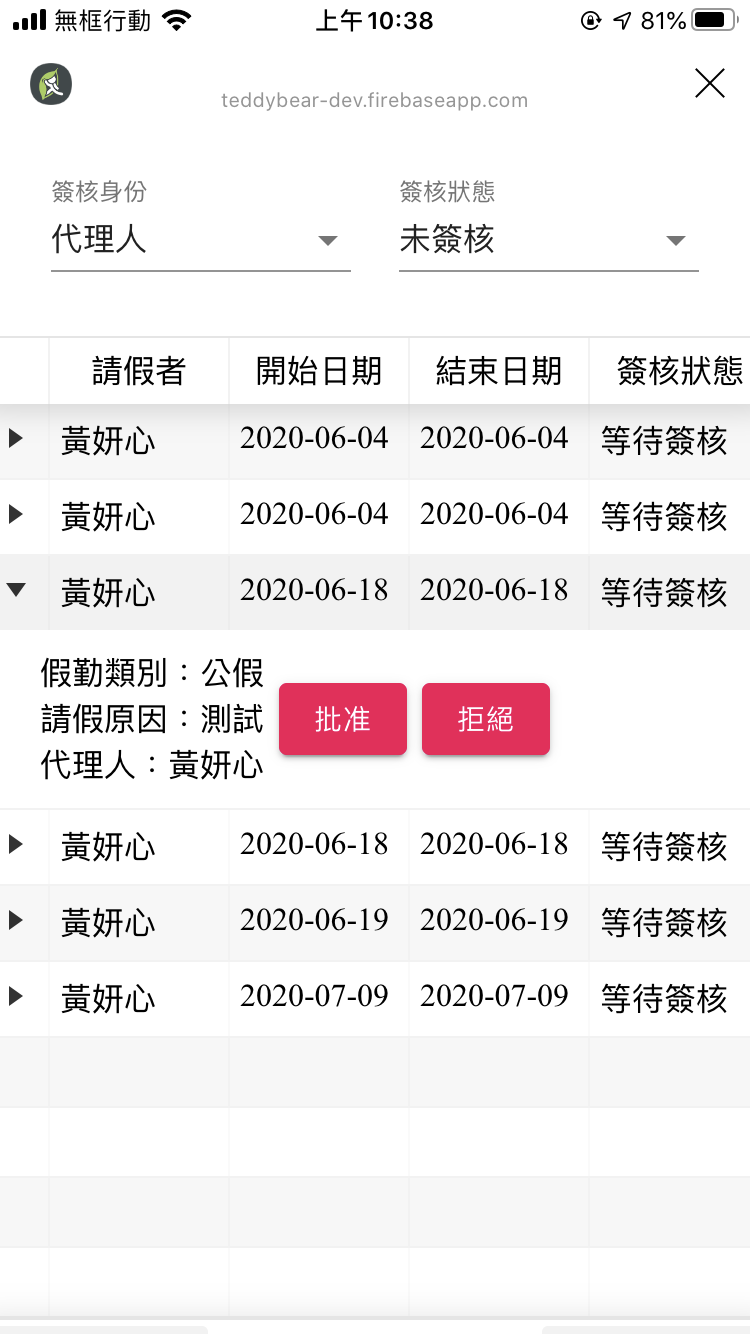 無框行動 上午10:38 81%
teddybear-dev.firebaseapp.com
簽核身份 簽核狀態
代理人 未簽核
請假者 開始日期 結束日期 簽核狀態
黃妍心 2020-06-04 2020-06-04 等待簽核
黃妍心 2020-06-04 2020-06-04 等待簽核
黃妍心 2020-06-18 2020-06-18 等待簽核
假勤類別：公假
請假原因：測試
代理人：黃妍心
批准 拒絕
黃妍心 2020-06-18 2020-06-18 等待簽核
黃妍心 2020-06-19 2020-06-19 等待簽核
黃妍心 2020-07-09 2020-07-09 等待簽核